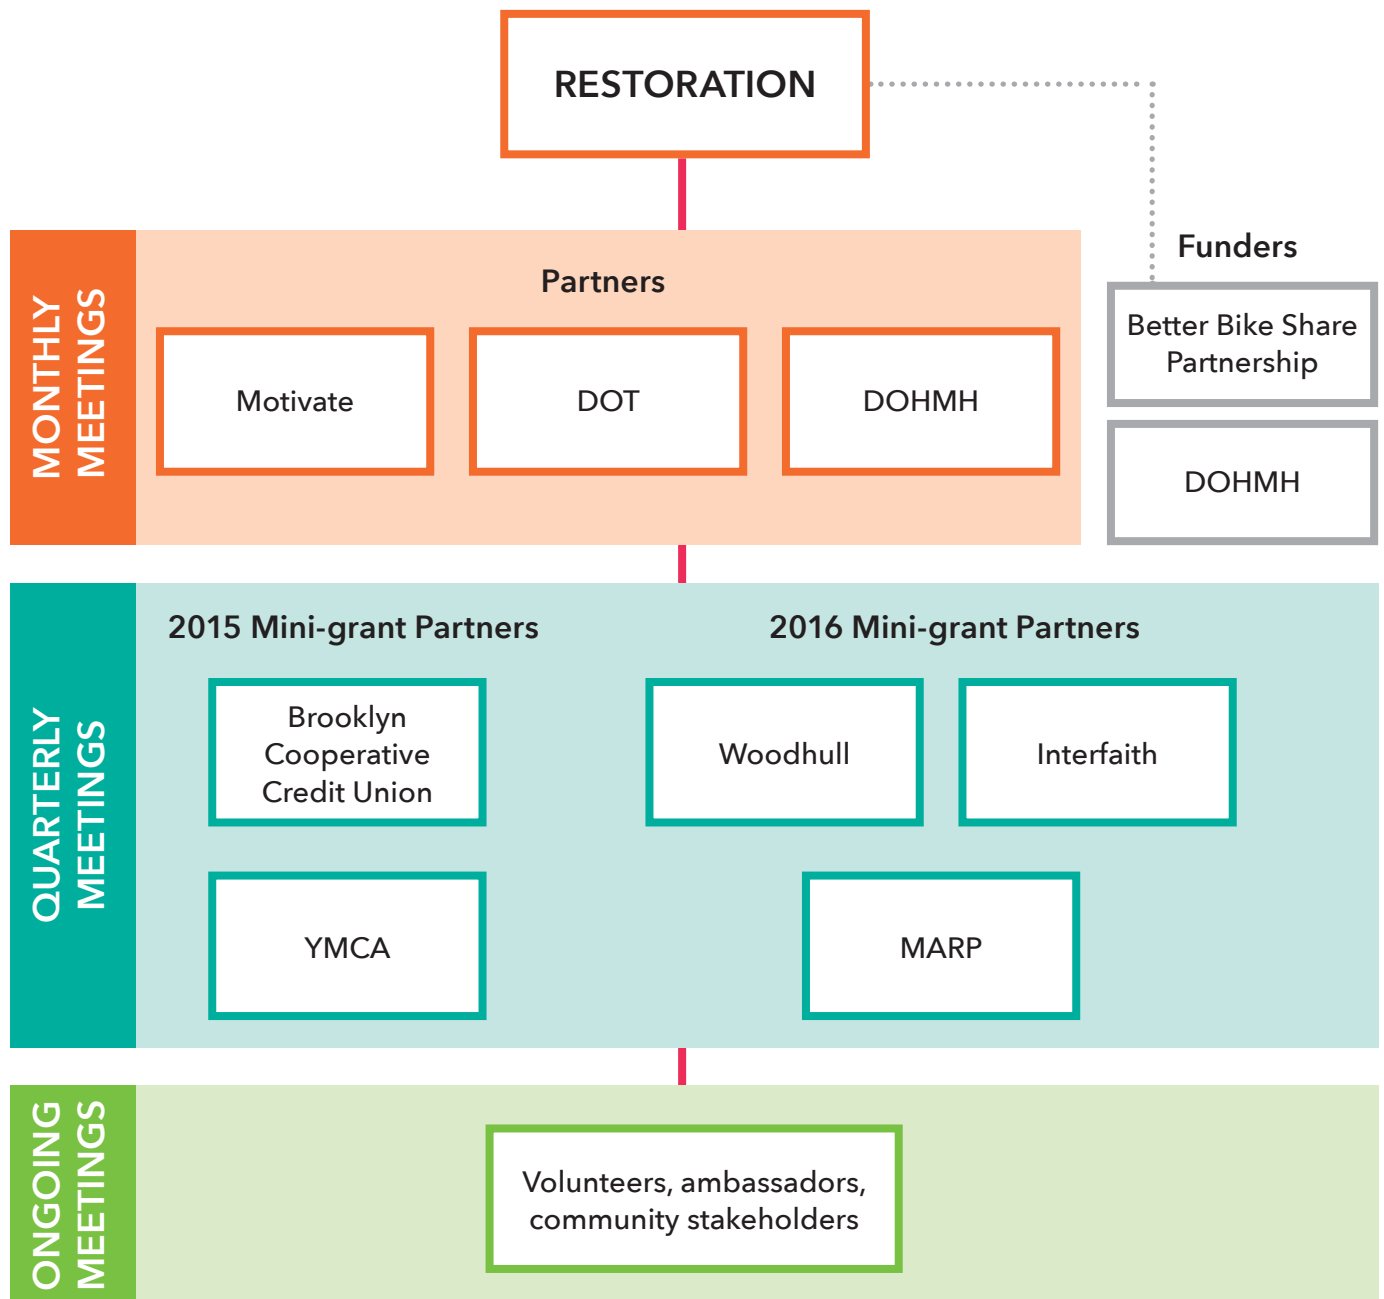 RESTORATION
Funders
Better Bike Share
Partnership
DOHMH
MONTHLY
MEETINGS
Partners
Motivate
DOT
DOHMH
QUARTERLY
MEETINGS
2015 Mini-grant Partners
Brooklyn
Cooperative
Credit Union
YMCA
2016 Mini-grant Partners
Woodhull
Interfaith
MARP
ONGOING
MEETINGS
Volunteers, ambassadors,
community stakeholders